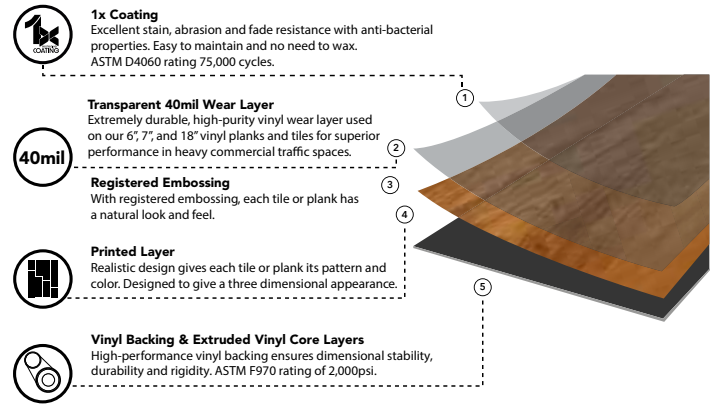 1x
COATING
1x Coating
Excellent stain, abrasion and fade resistance with anti-bacterial
properties. Easy to maintain and no need to wax.
ASTM D4060 rating 75,000 cycles.
1
Transparent 40mil Wear Layer
Extremely durable, high-purity vinyl wear layer used
on our 6”, 7”, and 18” vinyl planks and tiles for superior
performance in heavy commercial traffic spaces.
2
40mil
Registered Embossing
With registered embossing, each tile or plank has
a natural look and feel.
3
4
Printed Layer
Realistic design gives each tile or plank its pattern and
color. Designed to give a three dimensional appearance.
5
Vinyl Backing & Extruded Vinyl Core Layers
High-performance vinyl backing ensures dimensional stability,
durability and rigidity. ASTM F970 rating of 2,000psi.